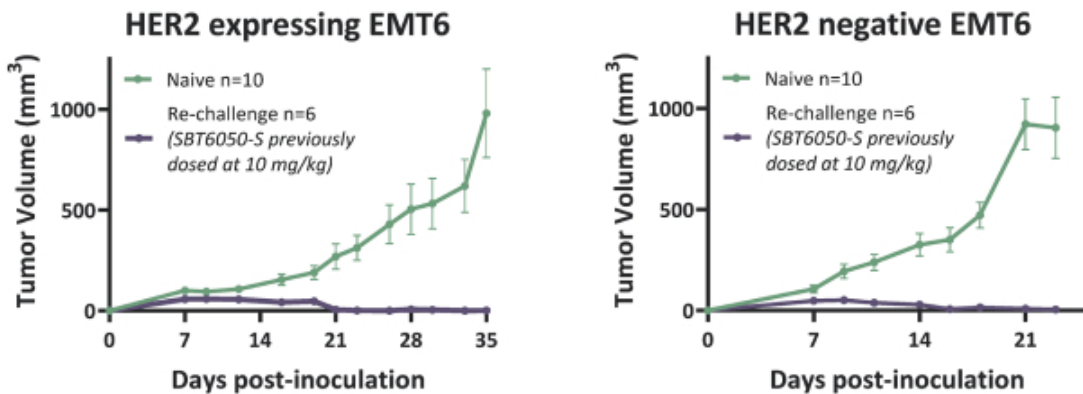 HER2 expressing EMT6
Tumor Volume (mm³)
1000
500
0
Naive n=10
Re-challenge n=6
(SBT6050-S previously
dosed at 10 mg/kg)
0 7 14 21 28 35
Days post-inoculation
HER2 negative EMT6
Tumor Volume (mm³)
1000
500
0
Naive n=10
Re-challenge n=6
(SBT6050-S previously
dosed at 10 mg/kg)
0 7 14 21
Days post-inoculation